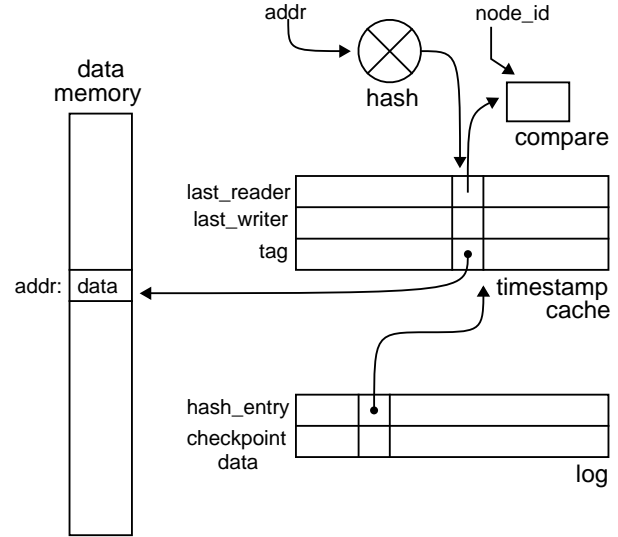 addr
node_id
data
memory
hash
compare
last_reader
last_writer
tag
addr:
data
timestamp
cache
hash_entry
checkpoint
data
log